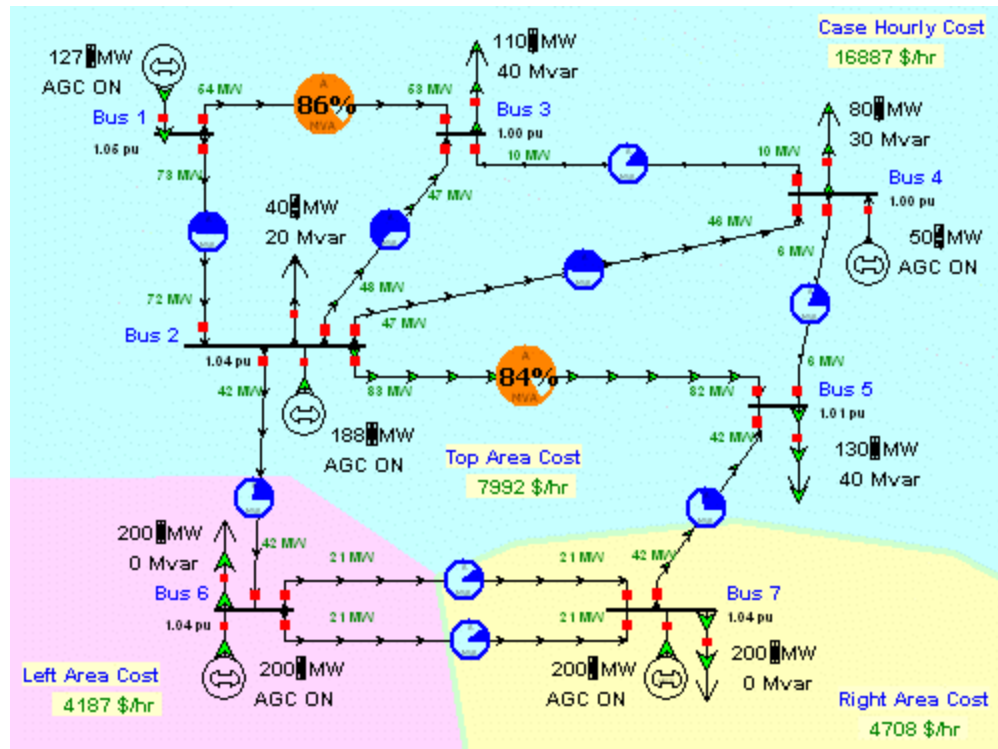 Case Hourly Cost
16887 $/hr
127 MW
AGC ON
Bus 1
1.05 pu
54 MW
A
86%
MVA
53 MW
110 MW
40 Mvar
Bus 3
1.00 pu
10 MW
10 MW
80 MW
30 Mvar
Bus 4
1.00 pu
73 MW
47 MW
46 MW
6 MW
50 MW
AGC ON
40 MW
20 Mvar
48 MW
72 MW
47 MW
Bus 2
1.04 pu
42 MW
83 MW
A
84%
MVA
82 MW
6 MW
Bus 5
1.01 pu
188 MW
AGC ON
42 MW
130 MW
40 Mvar
Top Area Cost
7992 $/hr
200 MW
0 Mvar
42 MW
21 MW
21 MW
42 MW
Bus 6
1.04 pu
21 MW
21 MW
Bus 7
1.04 pu
200 MW
AGC ON
200 MW
AGC ON
200 MW
0 Mvar
Left Area Cost
4187 $/hr
Right Area Cost
4708 $/hr